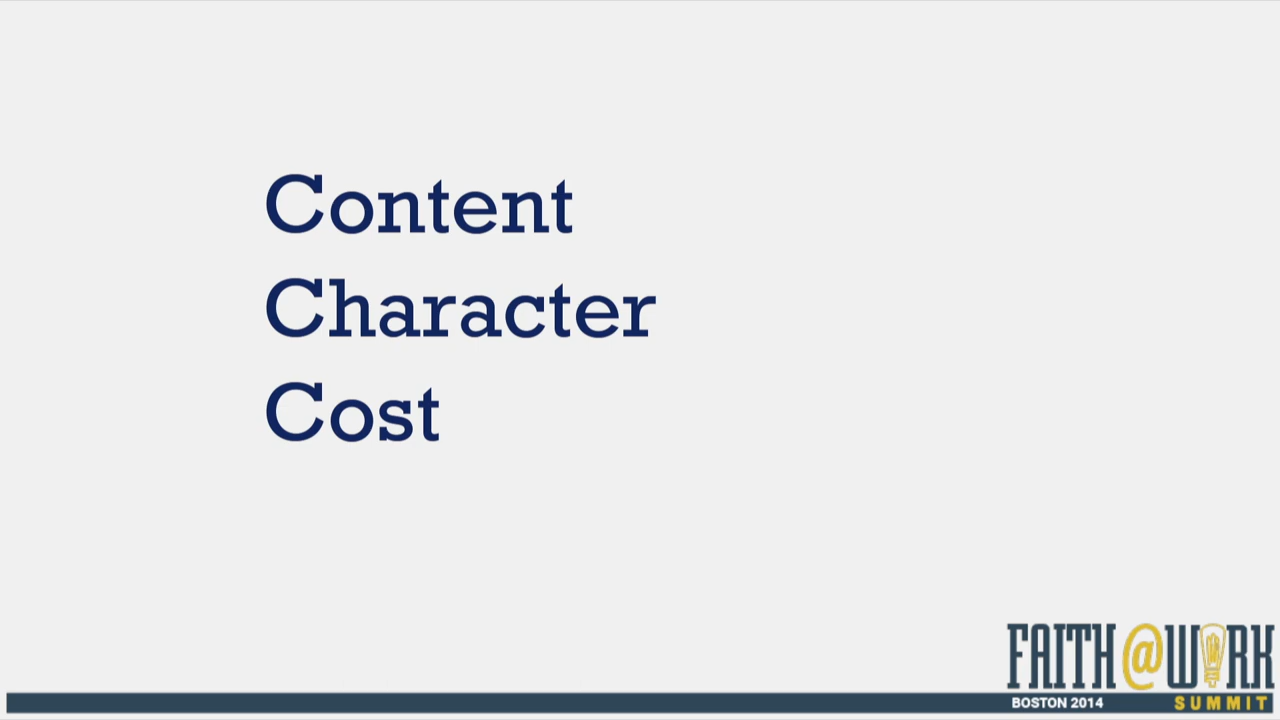 Content
Character
Cost
FAITH@WORK
BOSTON 2014 SUMMIT